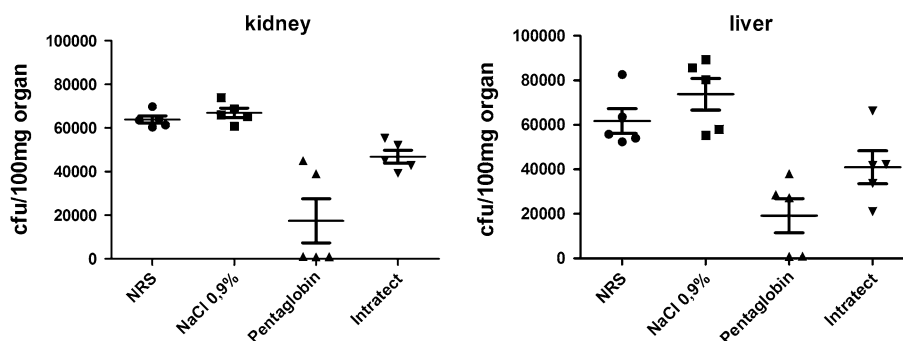 kidney
cfu/100mg organ
100000
80000
60000
40000
20000
0
NRS
NaCl 0,9%
Pentaglobin
Intratect
liver
cfu/100mg organ
100000
80000
60000
40000
20000
0
NRS
NaCl 0,9%
Pentaglobin
Intratect